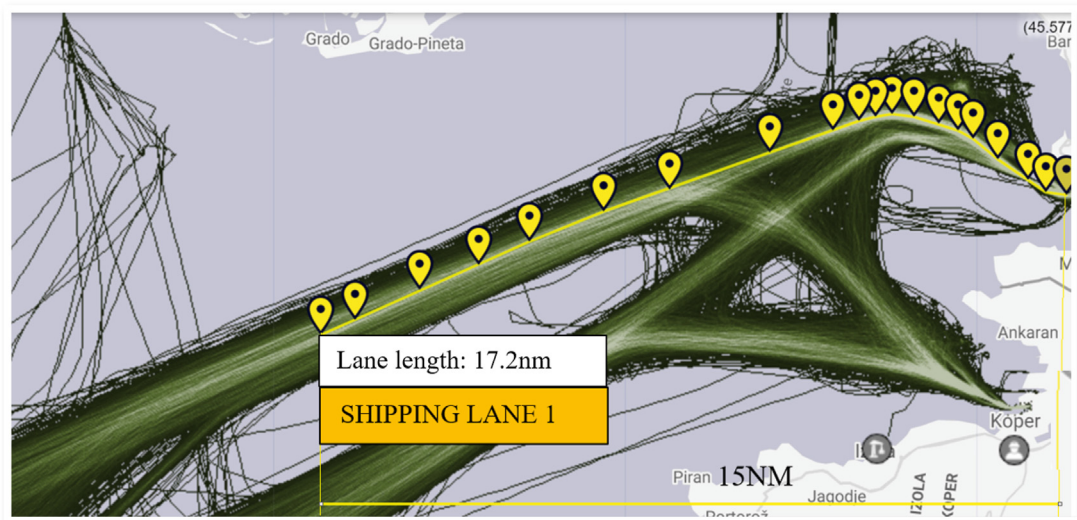 (45.577
Grado
Grado-Pineta
Bar
M
Ankaran
Lane length: 17.2nm
SHIPPING LANE 1
Koper
Piran
15NM
Jagodje
IZOLA
KOPER
Portorož